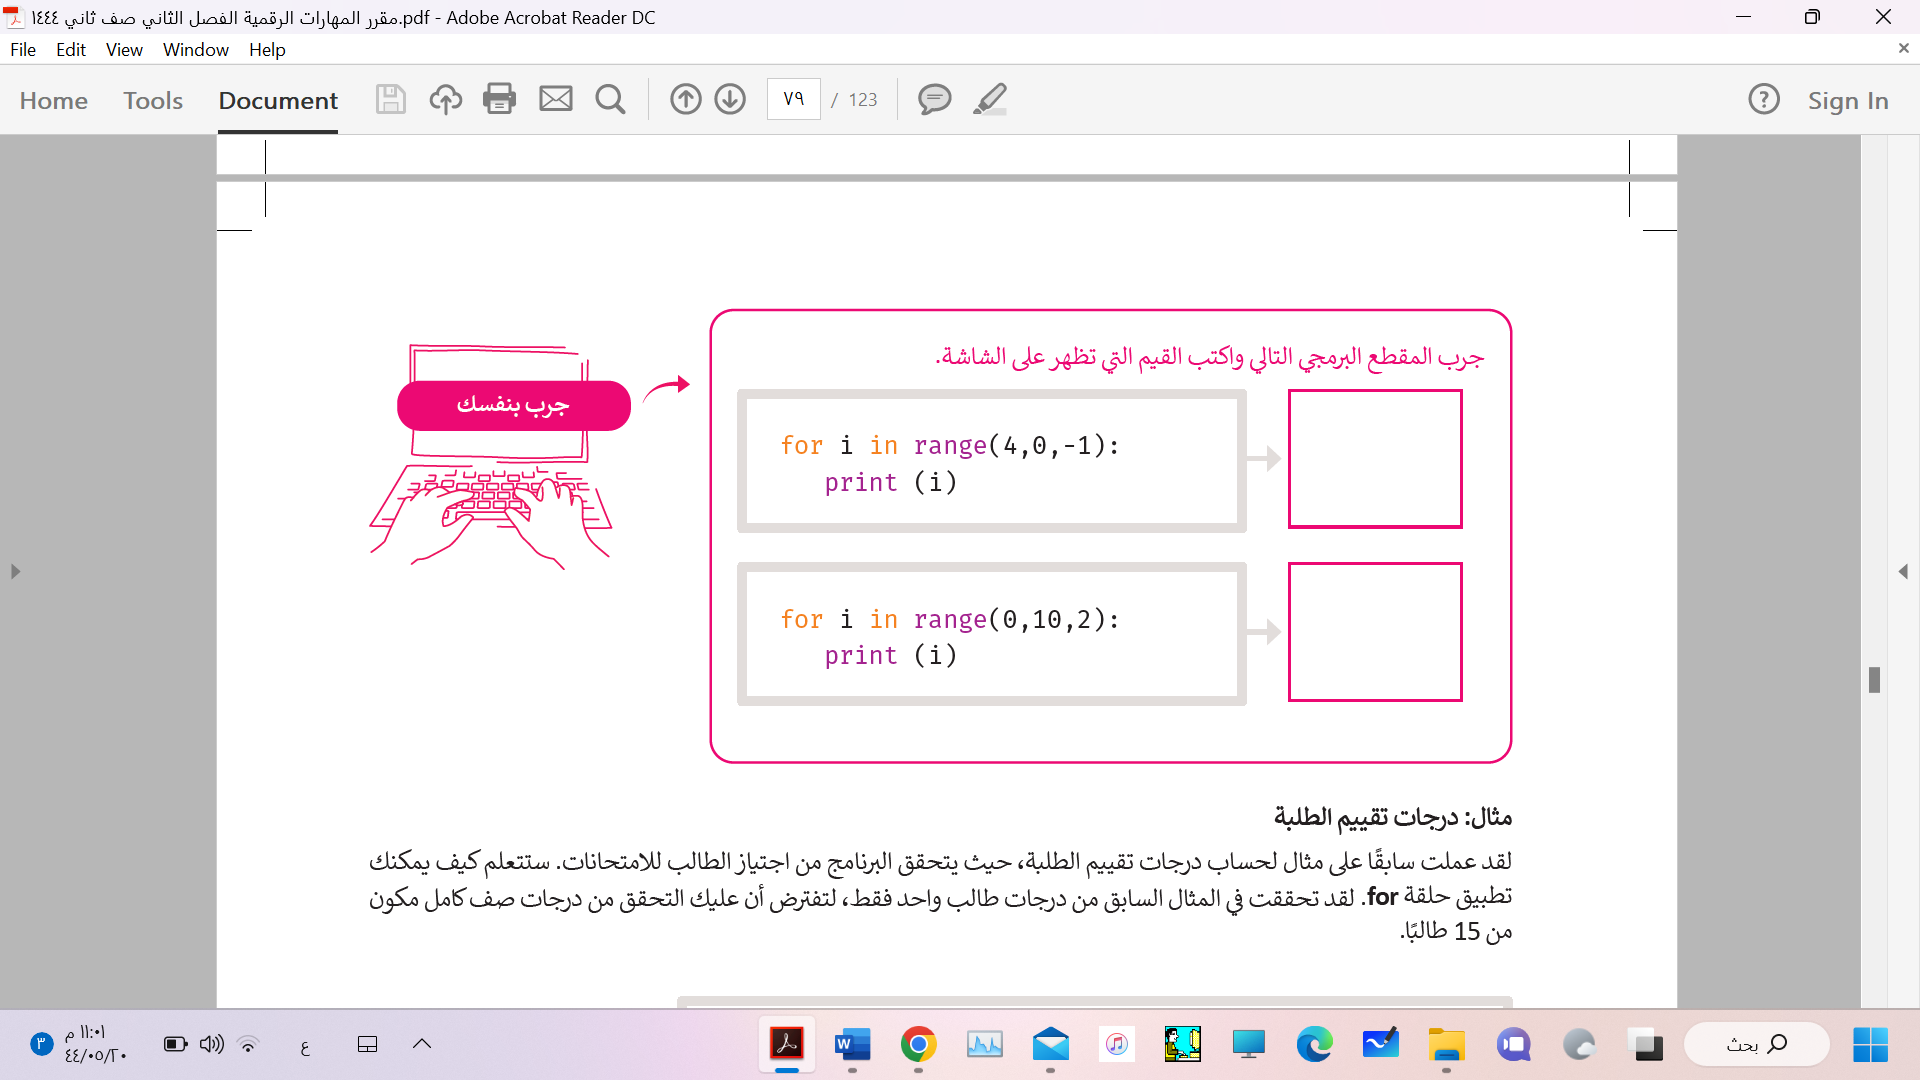 مقرر المهارات الرقمية الفصل الثاني صف ثاني ١٤٤٤.pdf - Adobe Acrobat Reader DC
File Edit View Window Help
Home Tools Document ٧٩ / 123 Sign In
جرب المقطع البرمجي التالي واكتب القيم التي تظهر على الشاشة.
جرب بنفسك
for i in range(4,0,-1):
print (i)
for i in range(0,10,2):
print (i)
مثال: درجات تقييم الطلبة
لقد عملت سابقًا على مثال لحساب درجات تقييم الطلبة، حيث يتحقق البرنامج من اجتياز الطالب للامتحانات. ستتعلم كيف يمكنك
تطبيق حلقة for. لقد تحققت في المثال السابق من درجات طالب واحد فقط، لتفترض أن عليك التحقق من درجات صف كامل مكون
من 15 طالبًا.
بحث
ع
١١:٠١ م
٤٤/٠٥/٢٠
٣